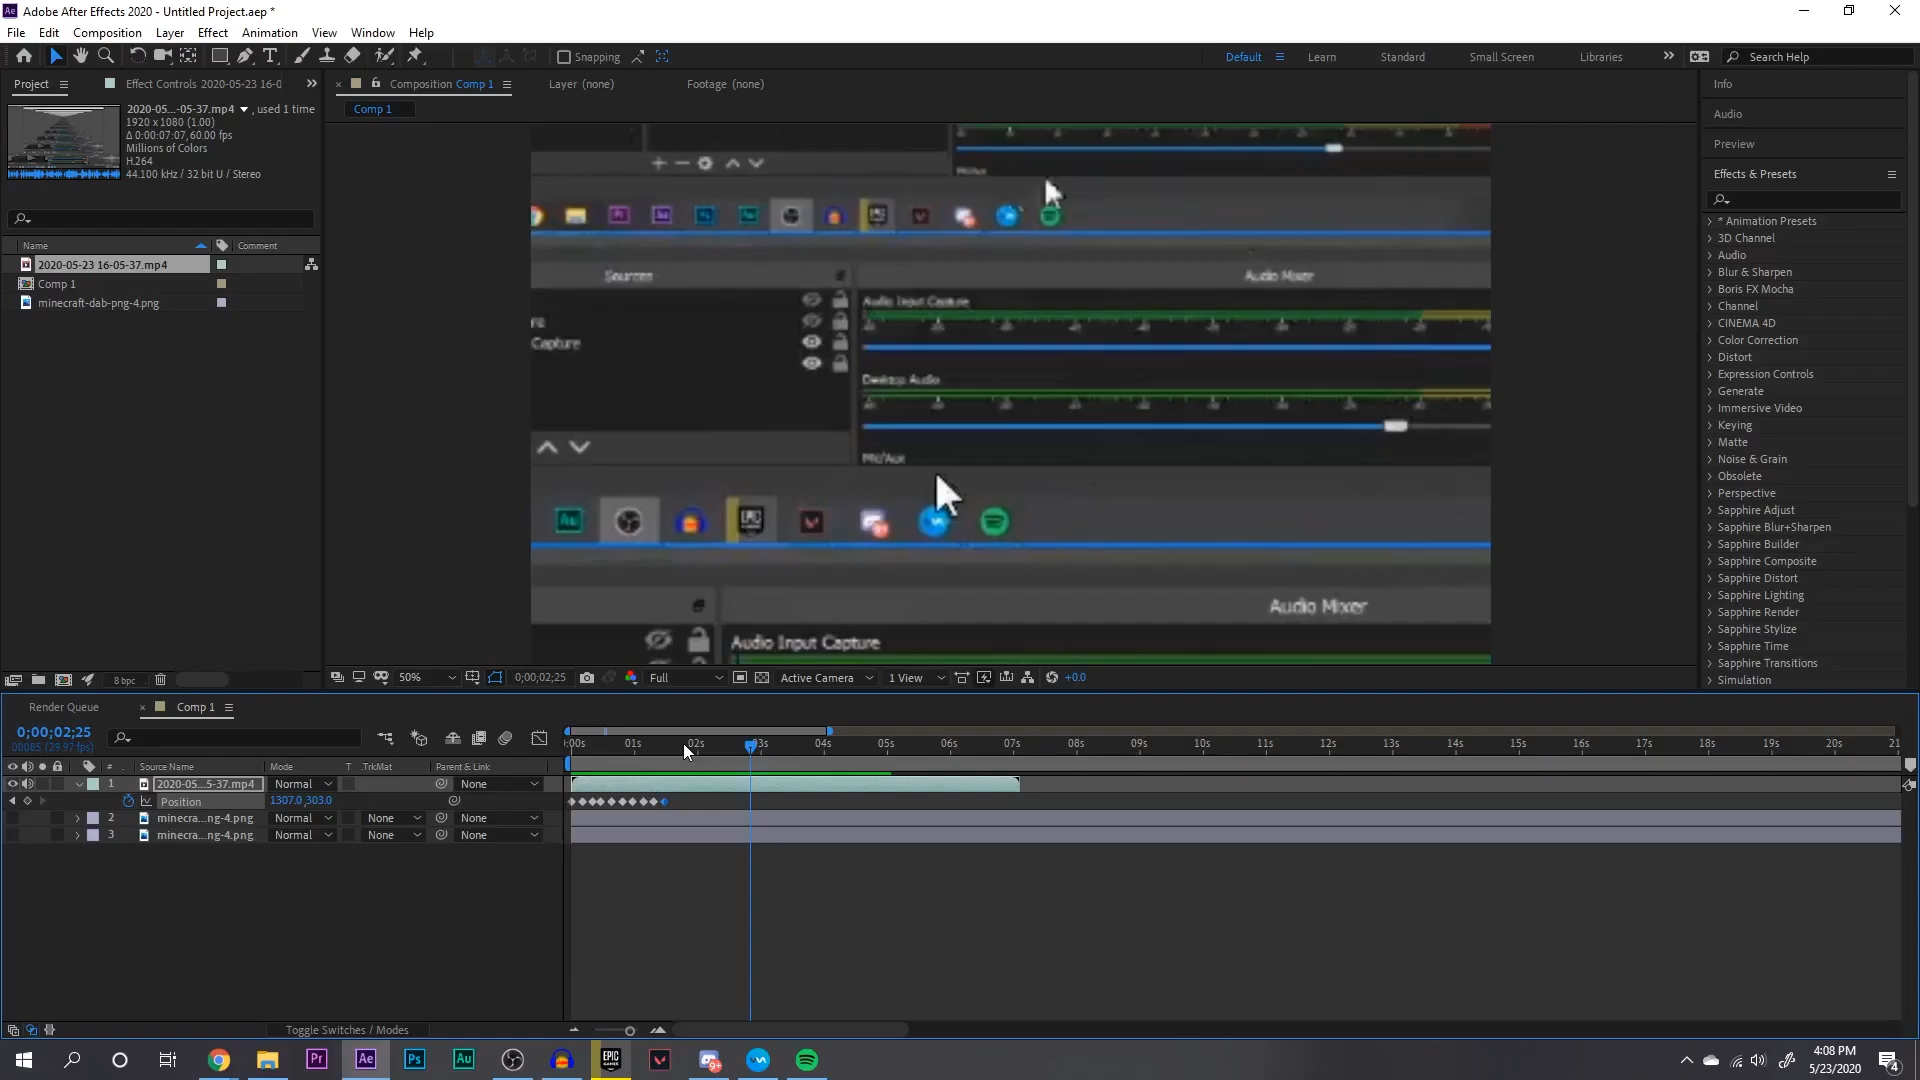 Adobe After Effects 2020 - Untitled Project.aep *
File Edit Composition Layer Effect Animation View Window Help
Snapping
Default Learn Standard Small Screen Libraries Search Help
Project Effect Controls 2020-05-23 16-0
Composition Comp 1 Layer (none) Footage (none)
Comp 1
2020-05...-05-37.mp4 , used 1 time
1920 x 1080 (1.00)
Δ 0:00:07:07, 60.00 fps
Millions of Colors
H.264
44.100 kHz / 32 bit U / Stereo
Name Comment
2020-05-23 16-05-37.mp4
Comp 1
minecraft-dab-png-4.png
8 bpc
Sources Audio Mixer
Audio Input Capture
Capture
Desktop Audio
Mic/Aux
Audio Mixer
Audio Input Capture
50% 0;00;02;25 Full Active Camera 1 View +0.0
Info
Audio
Preview
Effects & Presets
* Animation Presets
3D Channel
Audio
Blur & Sharpen
Boris FX Mocha
Channel
CINEMA 4D
Color Correction
Distort
Expression Controls
Generate
Immersive Video
Keying
Matte
Noise & Grain
Obsolete
Perspective
Sapphire Adjust
Sapphire Blur+Sharpen
Sapphire Builder
Sapphire Composite
Sapphire Distort
Sapphire Lighting
Sapphire Render
Sapphire Stylize
Sapphire Time
Sapphire Transitions
Simulation
Render Queue Comp 1
0;00;02;25
00085 (29.97 fps)
:00s 01s 02s 03s 04s 05s 06s 07s 08s 09s 10s 11s 12s 13s 14s 15s 16s 17s 18s 19s 20s 21
# Source Name Mode T .TrkMat Parent & Link
1 2020-05...5-37.mp4 Normal None
Position 1307.0,303.0
2 minecra...ng-4.png Normal None None
3 minecra...ng-4.png Normal None None
Toggle Switches / Modes
Pr Ae Ps Au EPIC GAMES 9+
4:08 PM
5/23/2020
4